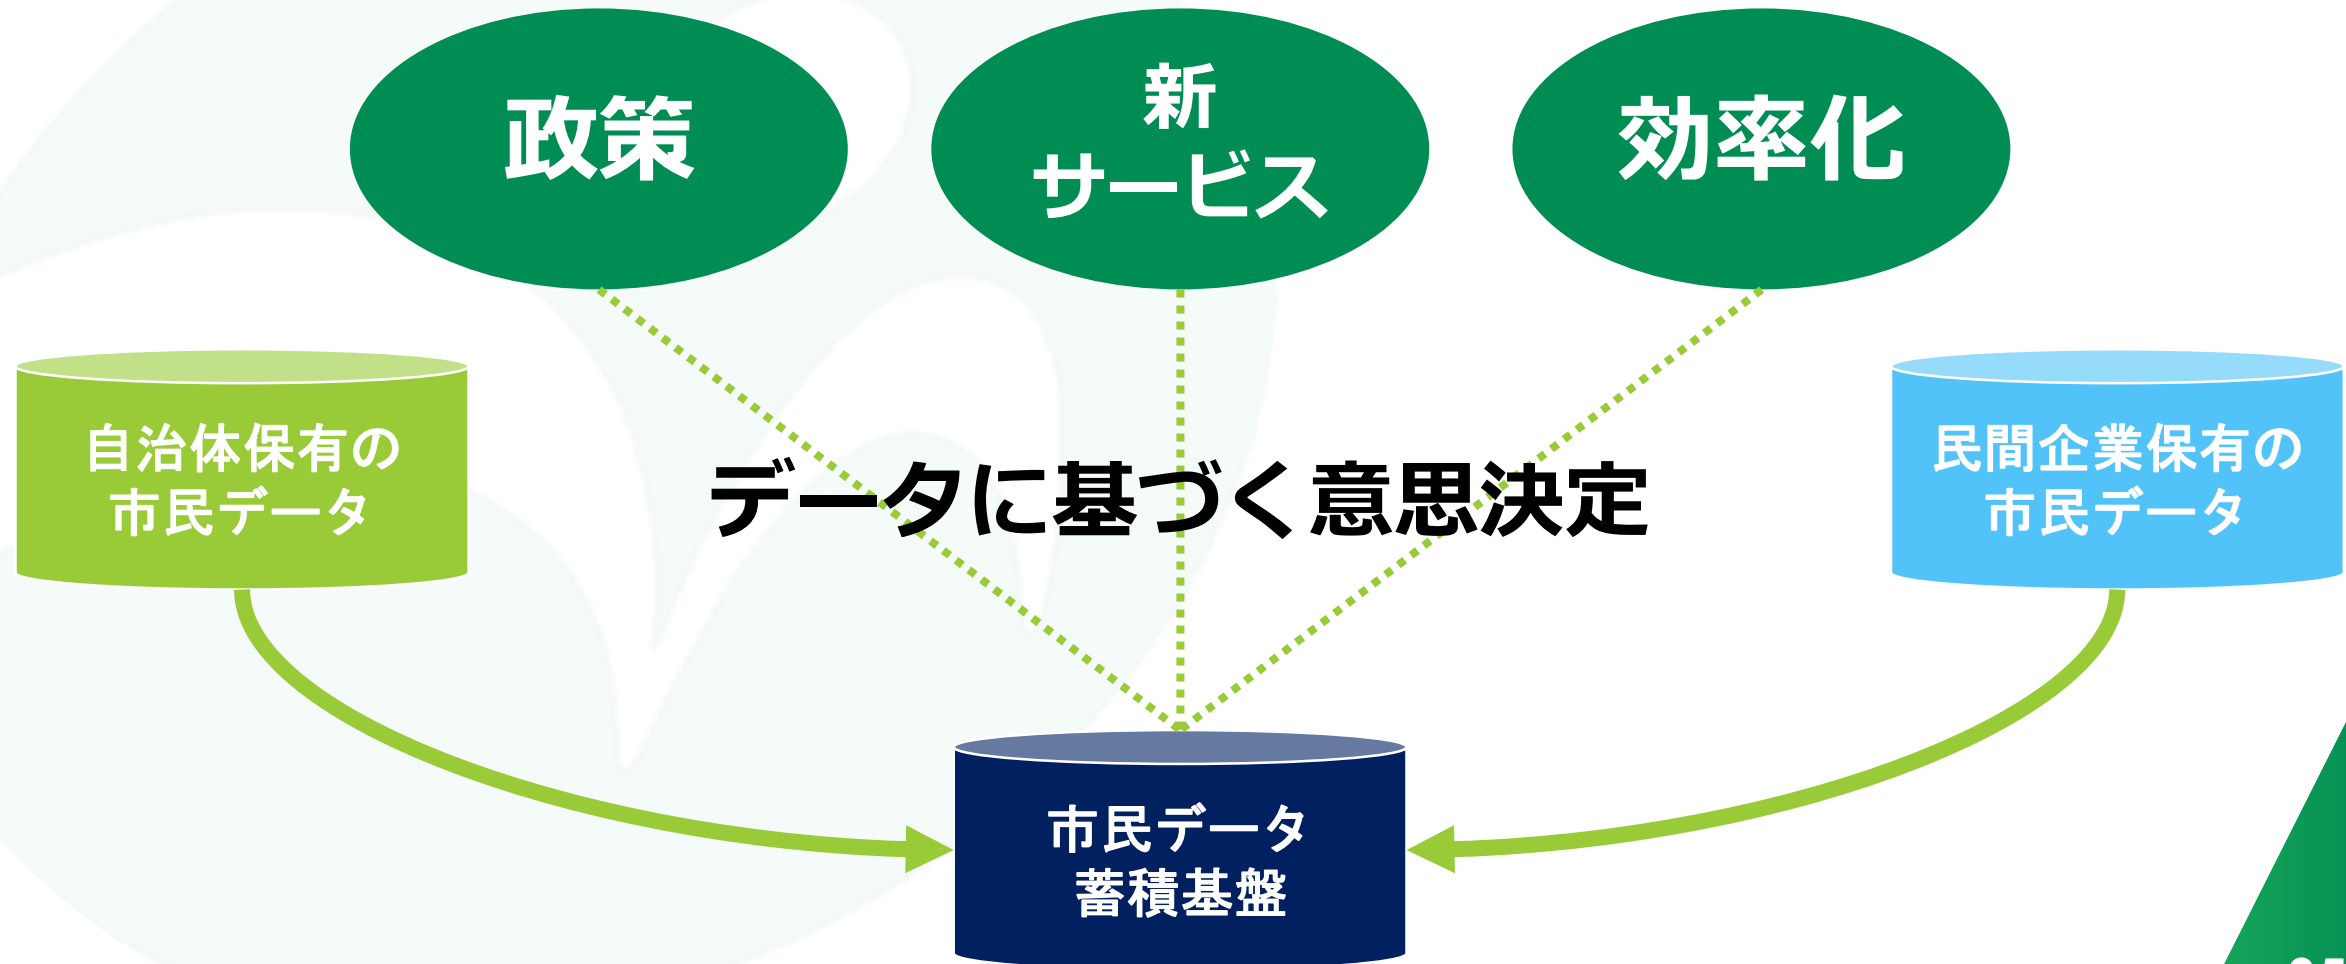 政策
新
サービス
効率化
自治体保有の
市民データ
民間企業保有の
市民データ
データに基づく意思決定
市民データ
蓄積基盤